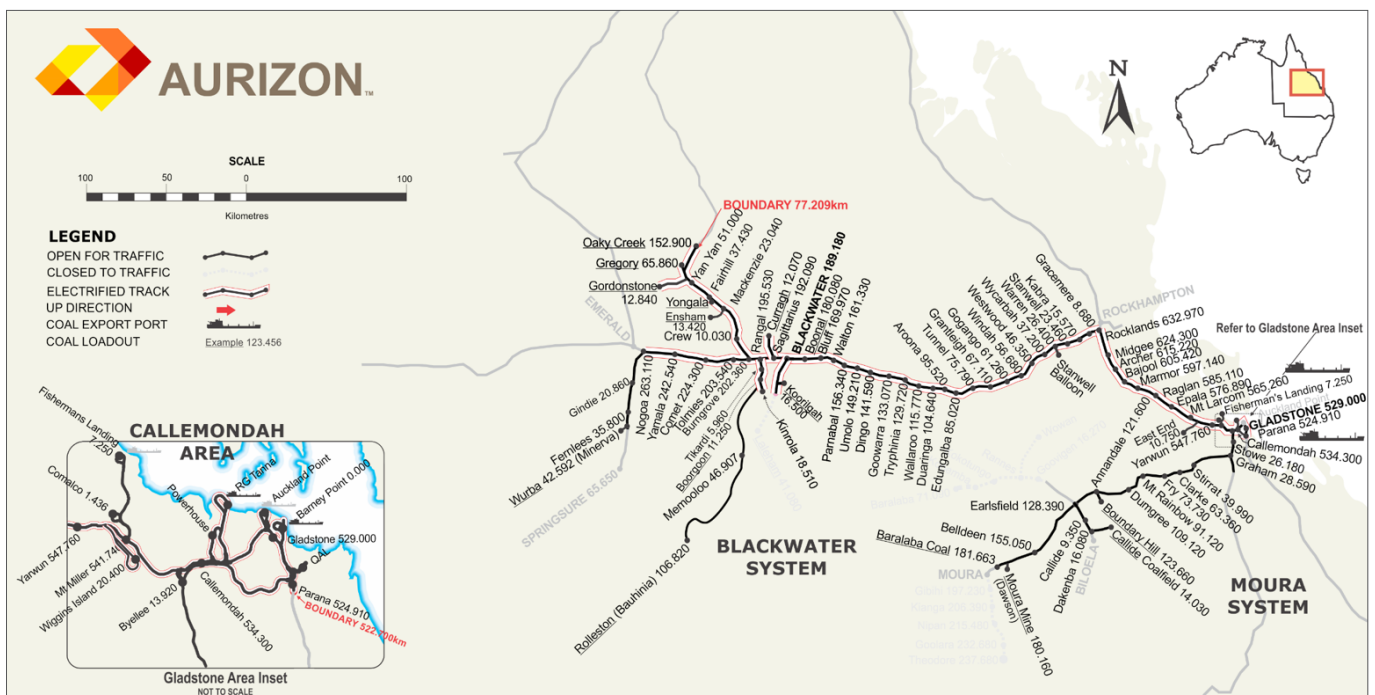 AURIZON™
SCALE
100 50 0 100
Kilometres
LEGEND
OPEN FOR TRAFFIC
CLOSED TO TRAFFIC
ELECTRIFIED TRACK
UP DIRECTION
COAL EXPORT PORT
COAL LOADOUT
Example 123.456
N
BOUNDARY 77.209km
Oaky Creek 152.900
Gregory 65.860
Gordonstone
12.840
Yongala
Ensham
13.420
Crew 10.030
Yan Yan 51.000
Fairhill 37.430
Mackenzie 23.040
EMERALD
Rangal 195.530
Curragh 12.070
Sagittarius 192.090
BLACKWATER 189.180
Boonal 180.080
Bluff 169.970
Walton 161.330
Gindie 20.860
Fernlees 35.800
Wurba 42.592 (Minerva)
SPRINGSURE 65.650
Nogoa 263.110
Yamala 242.540
Comet 224.300
Tolmies 203.540
Burngrove 202.360
Tikardi 5.960
Boorgoon 11.250
Memooloo 46.907
Rolleston (Bauhinia) 106.820
Kinrola 18.510
Koorilgah
16.500
Parnabal 156.340
Umolo 149.210
Dingo 141.590
Goowarra 133.070
Tryphinia 129.720
Wallaroo 115.770
Duaringa 104.640
Edungalba 85.020
Aroona 95.520
Tunnel 75.790
Grantleigh 67.110
Gogango 61.260
Windah 56.680
Westwood 46.350
Wycarbah 37.200
Warren 26.400
Stanwell 23.460
Kabra 15.570
Gracemere 8.680
Stanwell
Balloon
ROCKHAMPTON
Rocklands 632.970
Midgee 624.300
Archer 615.220
Bajool 605.420
Marmor 597.140
Raglan 585.110
Epala 576.890
Mt Larcom 565.260
Refer to Gladstone Area Inset
Fisherman's Landing 7.250
Auckland Point
GLADSTONE 529.000
Parana 524.910
Callemondah 534.300
Stowe 26.180
Graham 28.590
East End
10.750
Yarwun 547.760
Annandale 121.600
Stirrat 39.990
Clarke 63.360
Fry 73.730
Mt Rainbow 91.120
Dumgree 109.120
Boundary Hill 123.660
Callide Coalfield 14.030
Earlsfield 128.390
Belldeen 155.050
Baralaba Coal 181.663
Callide 9.350
Dakenba 16.080
BILOELA
MOURA
Moura Mine 180.160
(Dawson)
Nipan 215.480
Theodore 237.680
BLACKWATER
SYSTEM
MOURA
SYSTEM
CALLEMONDAH
AREA
Fishermans Landing
7.250
Comalco 1.436
Yarwun 547.760
Mt Miller 541.740
Wiggins Island 20.400
Byellee 13.920
Callemondah 534.300
Powerhouse
RG Tanna
Auckland Point
Barney Point 0.000
Gladstone 529.000
QAL
Parana 524.910
BOUNDARY 522.700km
Gladstone Area Inset
NOT TO SCALE